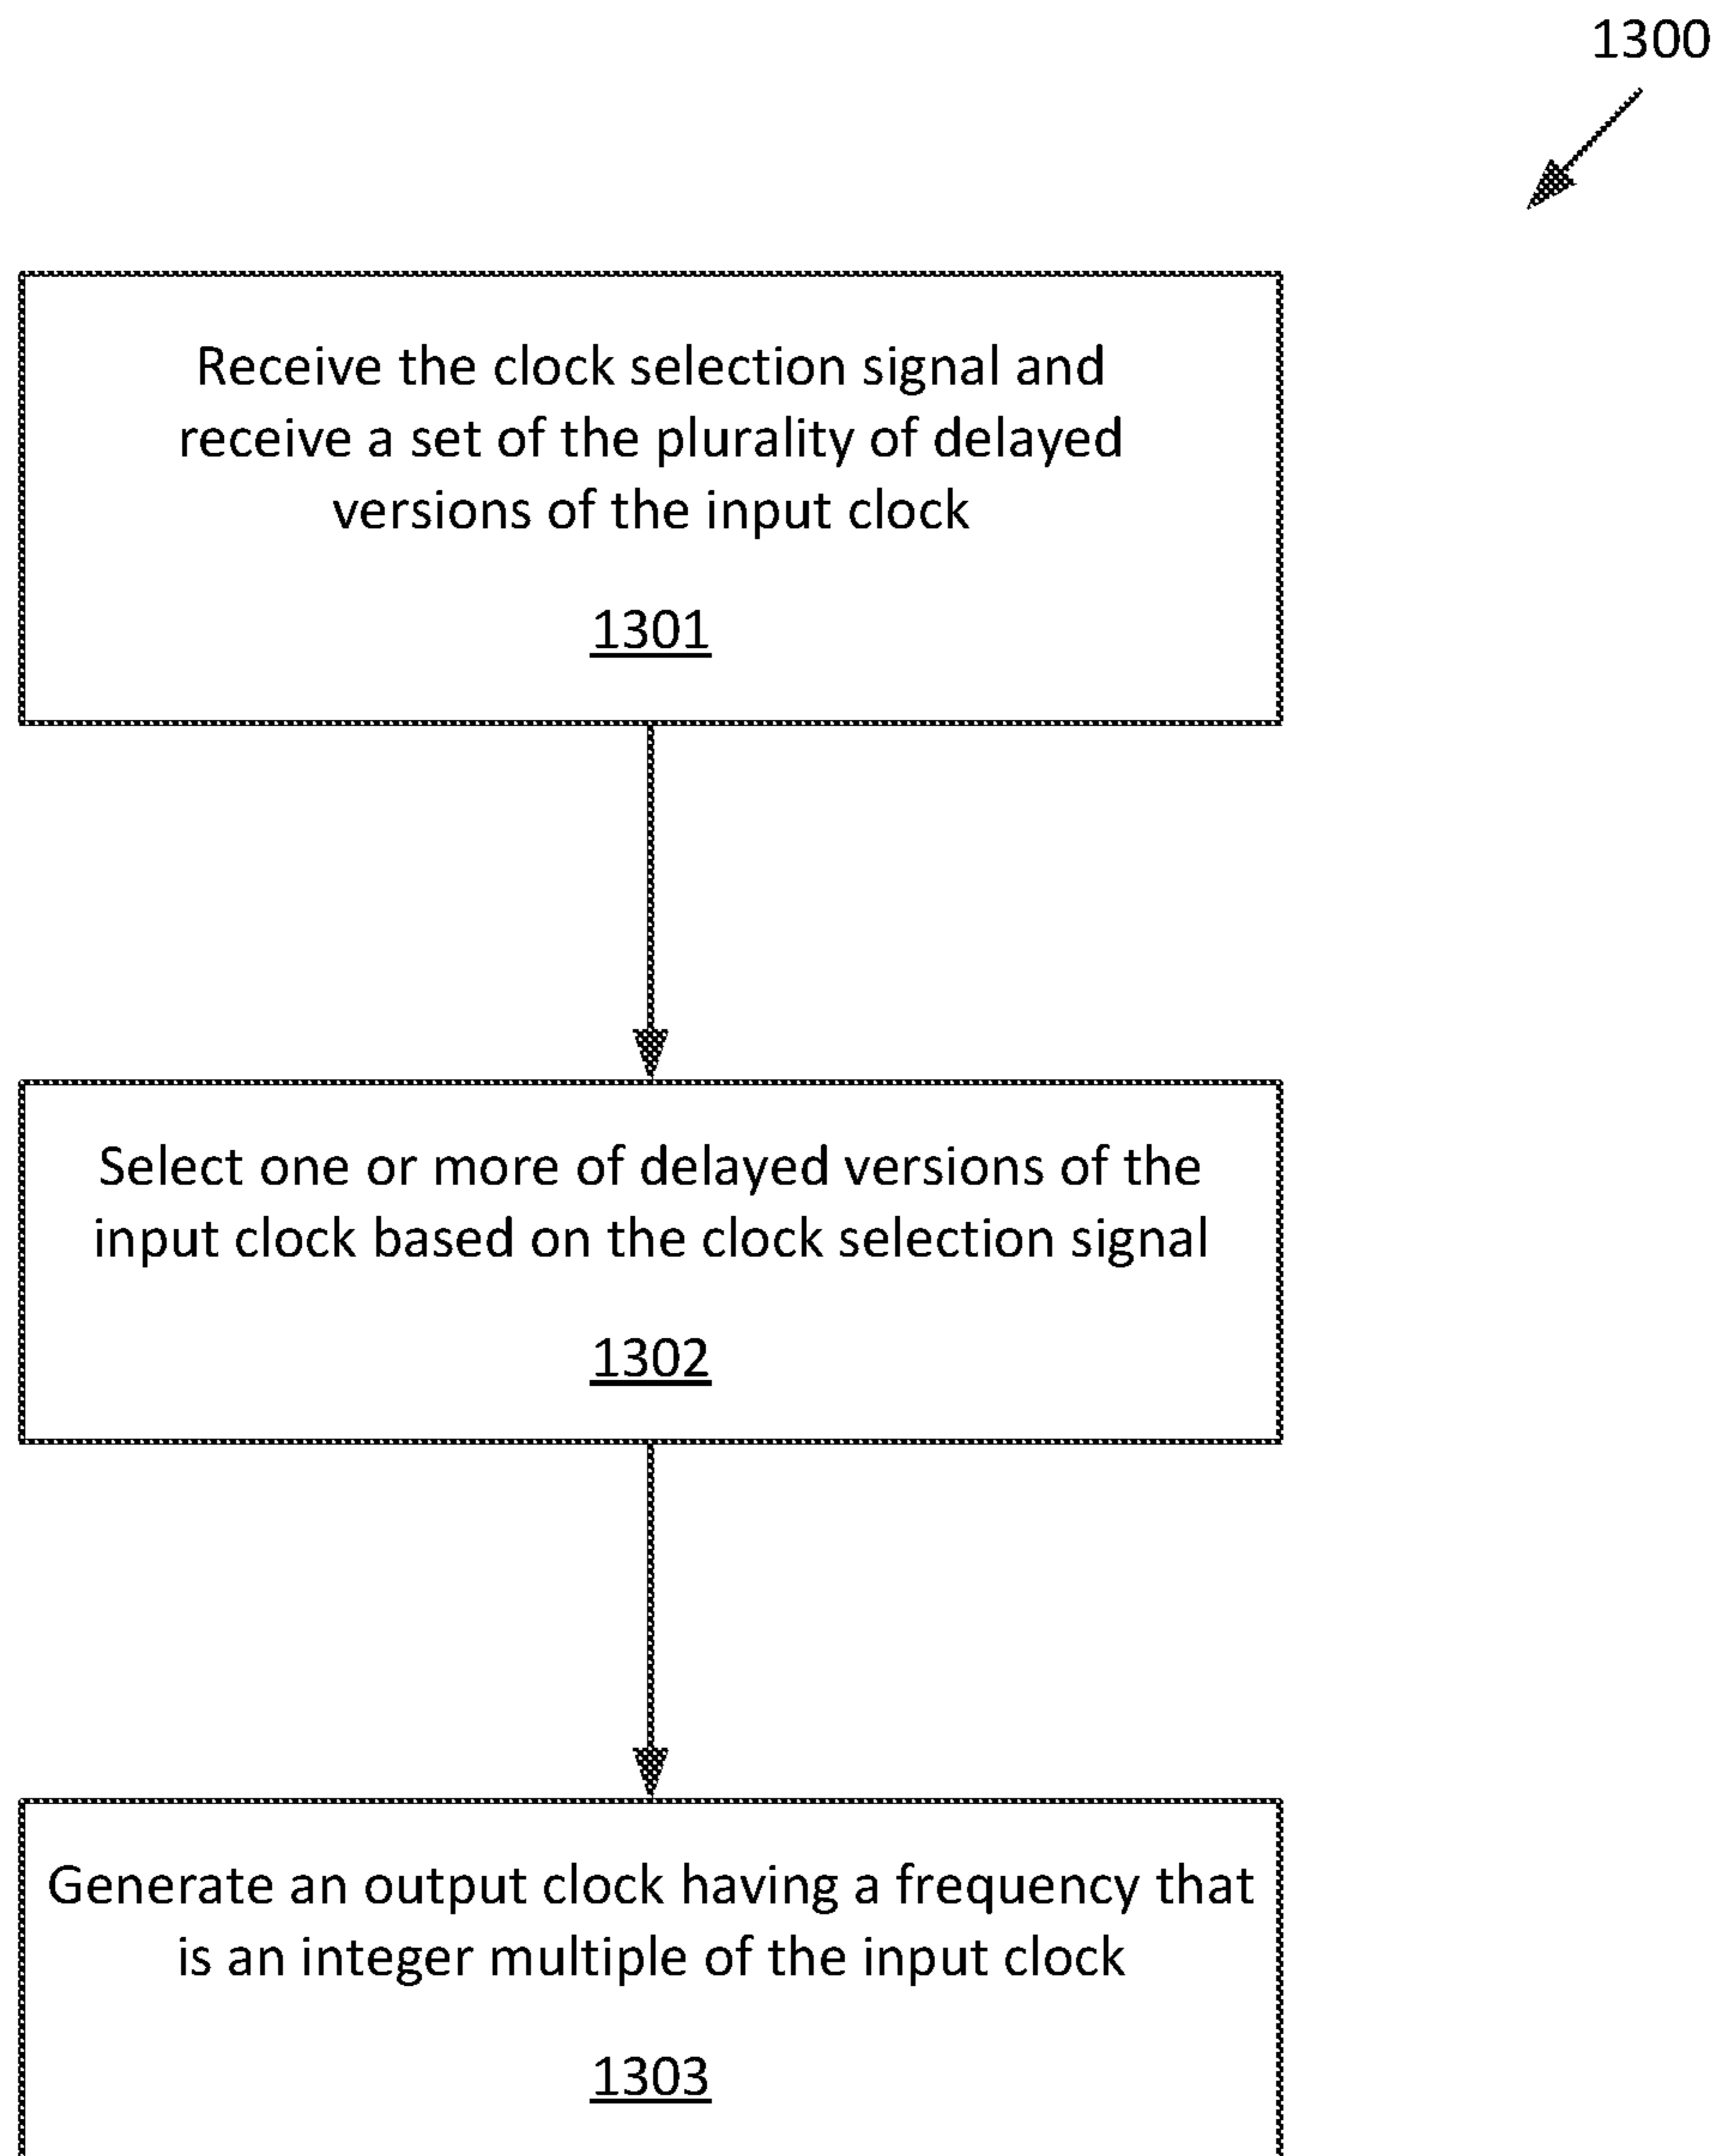 1300
Receive the clock selection signal and
receive a set of the plurality of delayed
versions of the input clock
1301
Select one or more of delayed versions of the
input clock based on the clock selection signal
1302
Generate an output clock having a frequency that
is an integer multiple of the input clock
1303